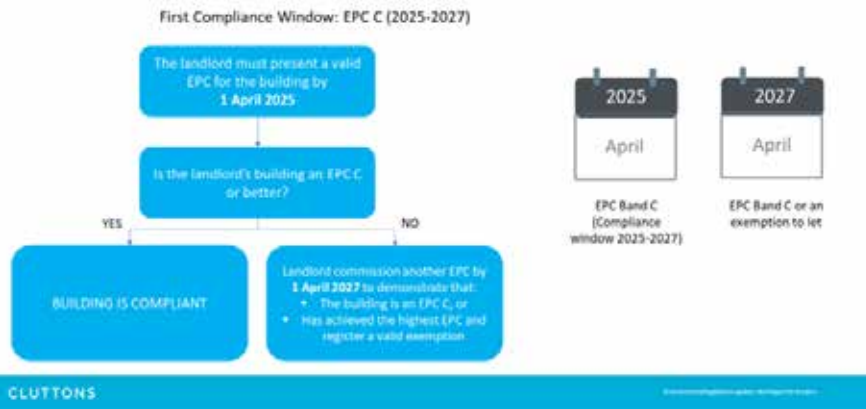 First Compliance Window: EPC C (2025-2027)
The landlord must present a valid
EPC for the building by
1 April 2025
Is the landlord's building an EPC C
or better?
YES
NO
BUILDING IS COMPLIANT
Landlord commission another EPC by
1 April 2027 to demonstrate that:
• The building is an EPC C, or
• Has achieved the highest EPC and
register a valid exemption
2025
April
EPC Band C
(Compliance
window 2025-2027)
2027
April
EPC Band C or an
exemption to let
CLUTTONS